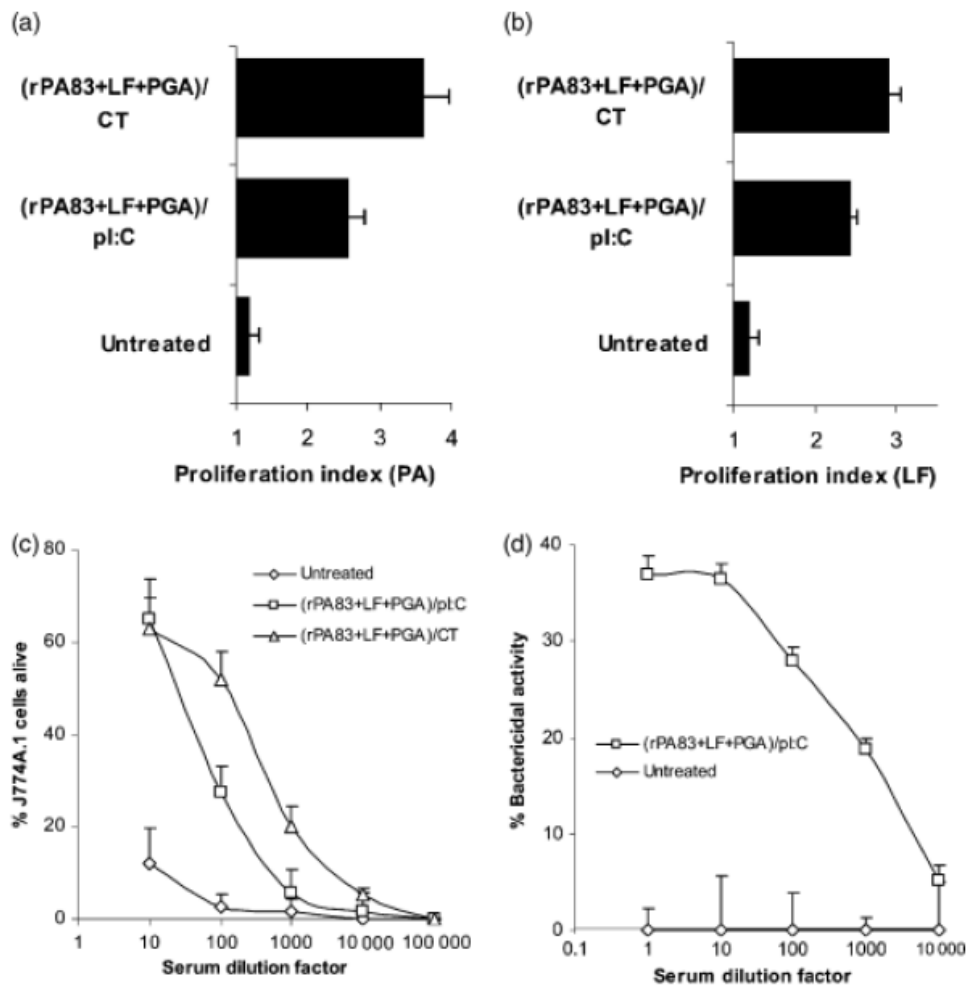 (a)
(rPA83+LF+PGA)/
CT
(rPA83+LF+PGA)/
pI:C
Untreated
1 2 3 4
Proliferation index (PA)
(b)
(rPA83+LF+PGA)/
CT
(rPA83+LF+PGA)/
pI:C
Untreated
1 2 3
Proliferation index (LF)
(c)
% J774A.1 cells alive
80
60
40
20
0
Untreated
(rPA83+LF+PGA)/pI:C
(rPA83+LF+PGA)/CT
1 10 100 1000 10 000 100 000
Serum dilution factor
(d)
% Bactericidal activity
40
30
20
10
0
(rPA83+LF+PGA)/pI:C
Untreated
0.1 1 10 100 1000 10 000
Serum dilution factor